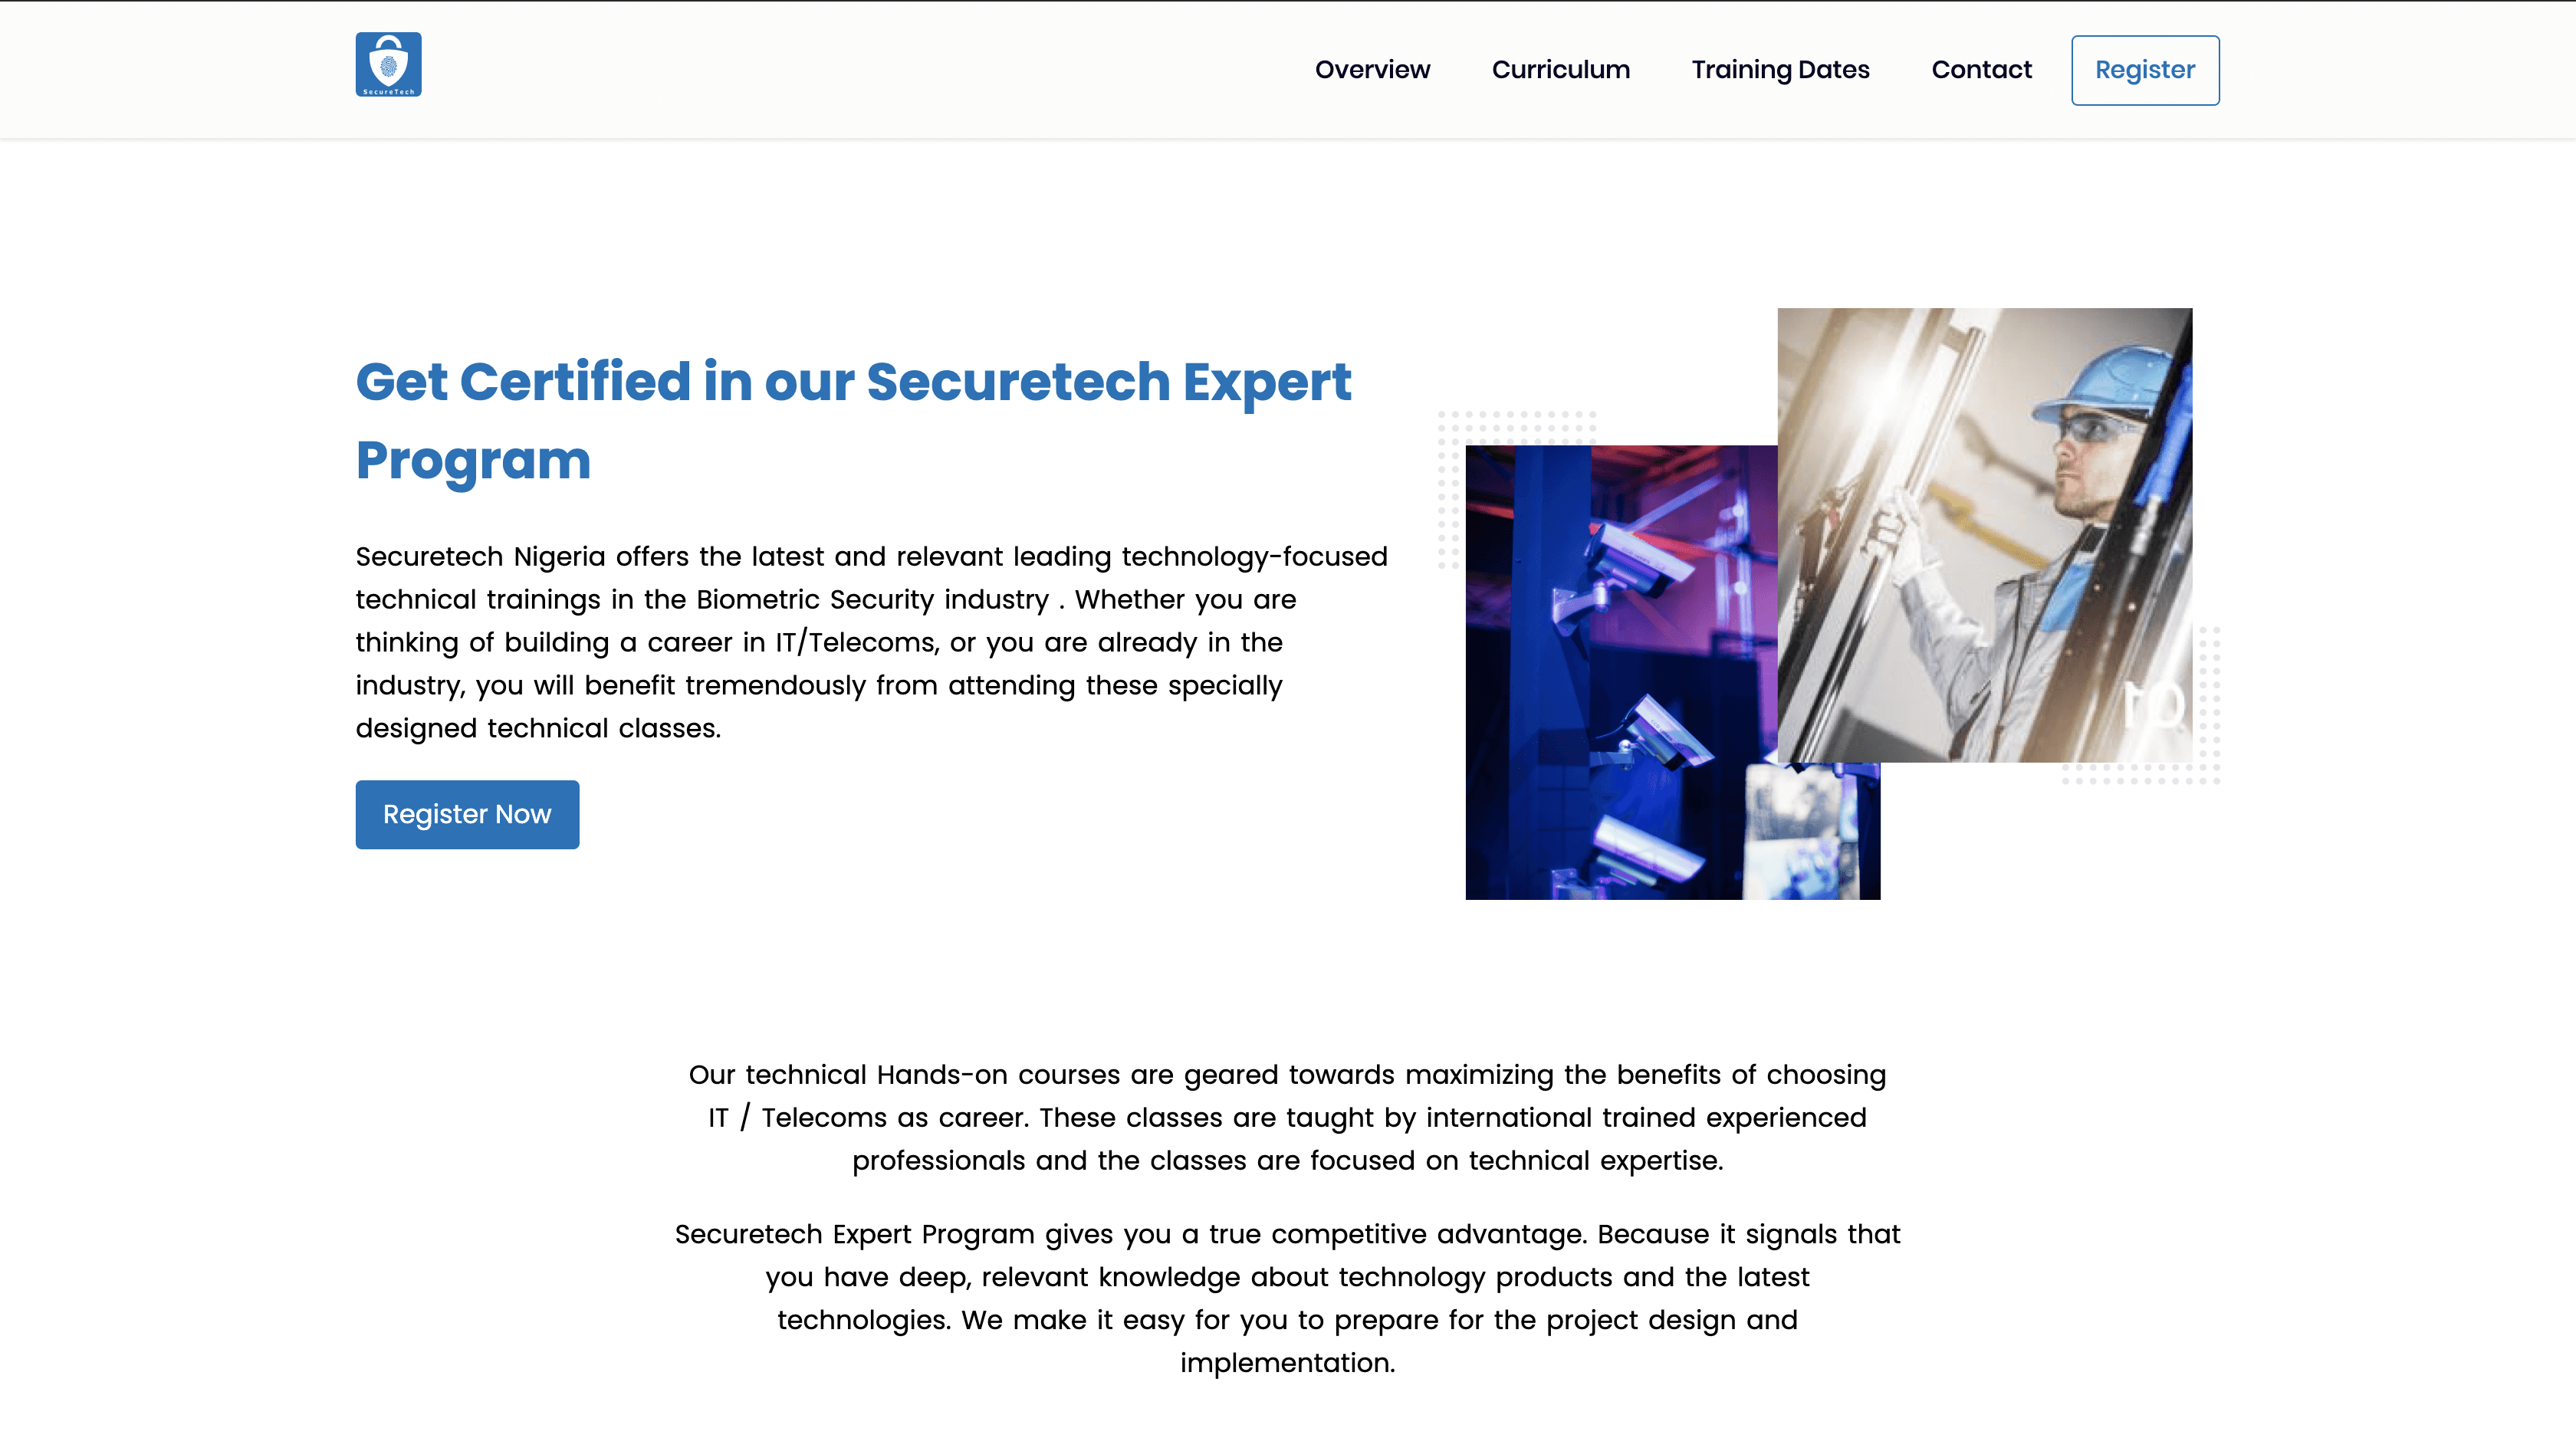 SecureTech
Overview
Curriculum
Training Dates
Contact
Register
Get Certified in our Securetech Expert
Program
Securetech Nigeria offers the latest and relevant leading technology-focused
technical trainings in the Biometric Security industry . Whether you are
thinking of building a career in IT/Telecoms, or you are already in the
industry, you will benefit tremendously from attending these specially
designed technical classes.
Register Now
Our technical Hands-on courses are geared towards maximizing the benefits of choosing
IT / Telecoms as career. These classes are taught by international trained experienced
professionals and the classes are focused on technical expertise.
Securetech Expert Program gives you a true competitive advantage. Because it signals that
you have deep, relevant knowledge about technology products and the latest
technologies. We make it easy for you to prepare for the project design and
implementation.